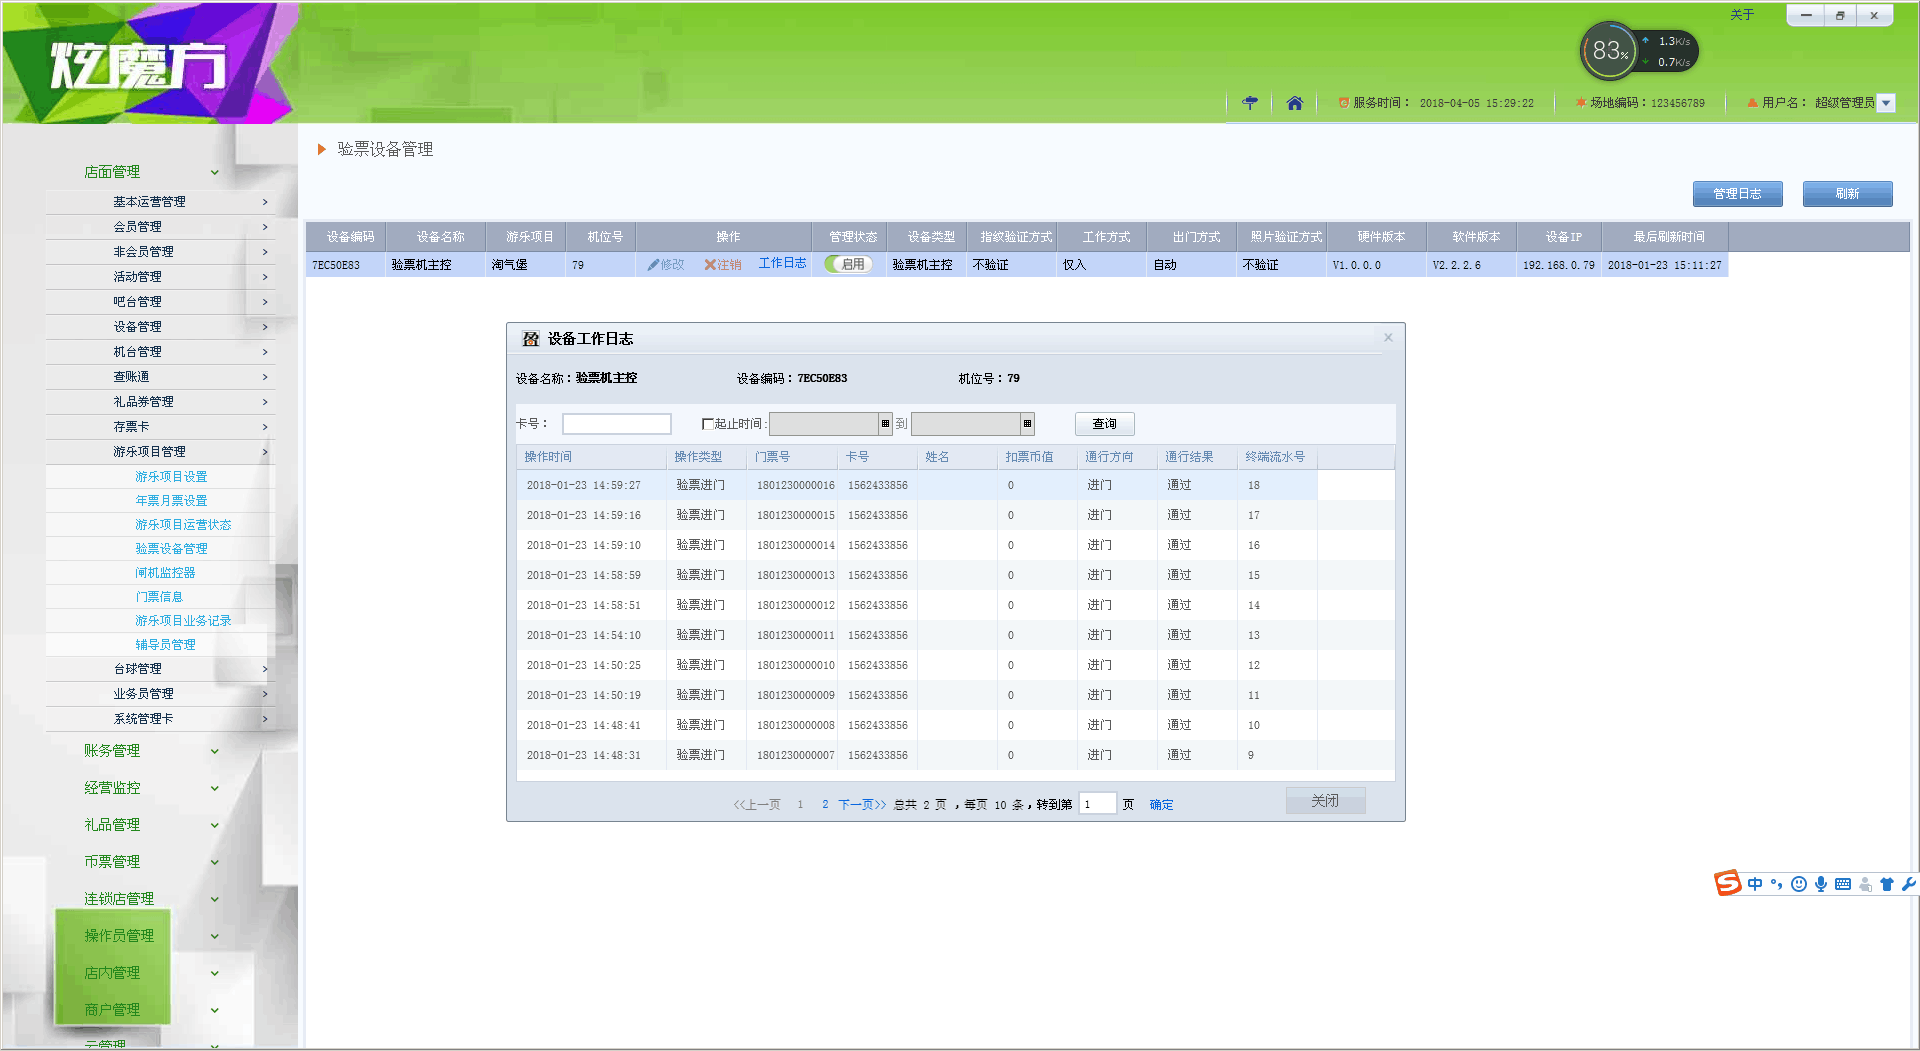 炫魔方
关于
83%
1.3K/s
0.7K/s
服务时间： 2018-04-05 15:29:22
场地编码：123456789
用户名： 超级管理员
店面管理
基本运营管理
会员管理
非会员管理
活动管理
吧台管理
设备管理
机台管理
查账通
礼品券管理
存票卡
游乐项目管理
游乐项目设置
年票月票设置
游乐项目运营状态
验票设备管理
闸机监控器
门票信息
游乐项目业务记录
辅导员管理
台球管理
业务员管理
系统管理卡
账务管理
经营监控
礼品管理
币票管理
连锁店管理
操作员管理
店内管理
商户管理
云管理
验票设备管理
管理日志 刷新
设备编码 设备名称 游乐项目 机位号 操作 管理状态 设备类型 指纹验证方式 工作方式 出门方式 照片验证方式 硬件版本 软件版本 设备IP 最后刷新时间
7EC50E83 验票机主控 淘气堡 79 修改 注销 工作日志 启用 验票机主控 不验证 仅入 自动 不验证 V1.0.0.0 V2.2.2.6 192.168.0.79 2018-01-23 15:11:27
设备工作日志
设备名称：验票机主控 设备编码：7EC50E83 机位号：79
卡号： 起止时间: 到 查询
操作时间 操作类型 门票号 卡号 姓名 扣票币值 通行方向 通行结果 终端流水号
2018-01-23 14:59:27 验票进门 1801230000016 1562433856 0 进门 通过 18
2018-01-23 14:59:16 验票进门 1801230000015 1562433856 0 进门 通过 17
2018-01-23 14:59:10 验票进门 1801230000014 1562433856 0 进门 通过 16
2018-01-23 14:58:59 验票进门 1801230000013 1562433856 0 进门 通过 15
2018-01-23 14:58:51 验票进门 1801230000012 1562433856 0 进门 通过 14
2018-01-23 14:54:10 验票进门 1801230000011 1562433856 0 进门 通过 13
2018-01-23 14:50:25 验票进门 1801230000010 1562433856 0 进门 通过 12
2018-01-23 14:50:19 验票进门 1801230000009 1562433856 0 进门 通过 11
2018-01-23 14:48:41 验票进门 1801230000008 1562433856 0 进门 通过 10
2018-01-23 14:48:31 验票进门 1801230000007 1562433856 0 进门 通过 9
<<上一页 1 2 下一页>> 总共 2 页 ，每页 10 条，转到第 1 页 确定
关闭
中